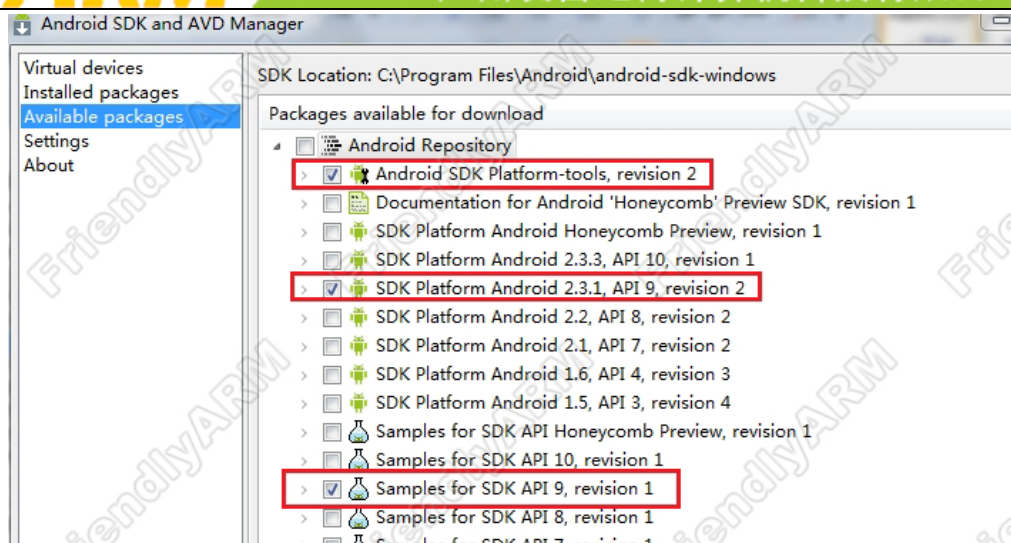 Android SDK and AVD Manager
Virtual devices
Installed packages
Available packages
Settings
About
SDK Location: C:\Program Files\Android\android-sdk-windows
Packages available for download
Android Repository
Android SDK Platform-tools, revision 2
Documentation for Android 'Honeycomb' Preview SDK, revision 1
SDK Platform Android Honeycomb Preview, revision 1
SDK Platform Android 2.3.3, API 10, revision 1
SDK Platform Android 2.3.1, API 9, revision 2
SDK Platform Android 2.2, API 8, revision 2
SDK Platform Android 2.1, API 7, revision 2
SDK Platform Android 1.6, API 4, revision 3
SDK Platform Android 1.5, API 3, revision 4
Samples for SDK API Honeycomb Preview, revision 1
Samples for SDK API 10, revision 1
Samples for SDK API 9, revision 1
Samples for SDK API 8, revision 1
FriendlyARM
FriendlyARM
FriendlyARM
FriendlyARM